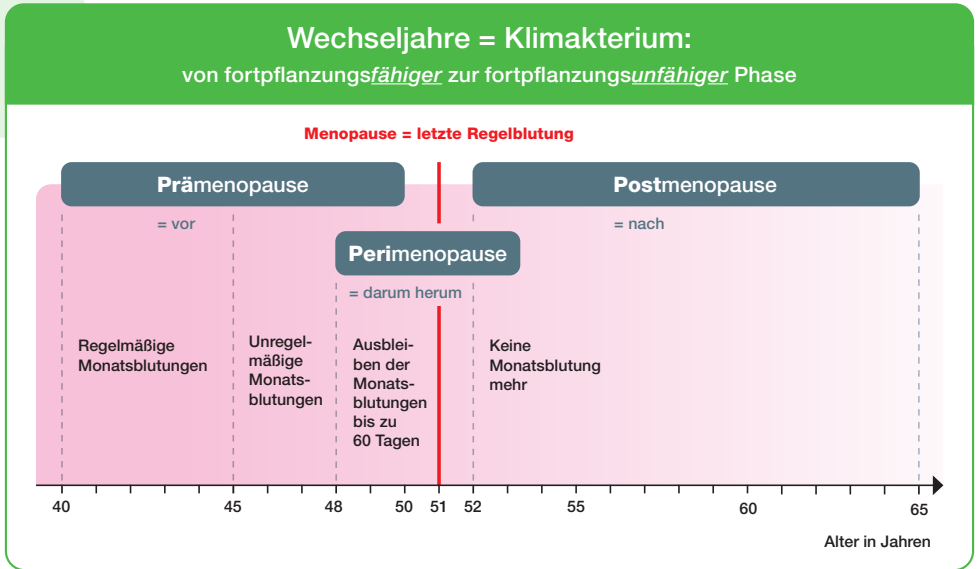 Wechseljahre = Klimakterium:
von fortpflanzungsfähiger zur fortpflanzungsunfähiger Phase
Menopause = letzte Regelblutung
Prämenopause
Postmenopause
= vor
= nach
Perimenopause
= darum herum
Regelmäßige
Monatsblutungen
Unregel-
mäßige
Monats-
blutungen
Ausblei-
ben der
Monats-
blutungen
bis zu
60 Tagen
Keine
Monatsblutung
mehr
40 45 48 50 51 52 55 60 65
Alter in Jahren